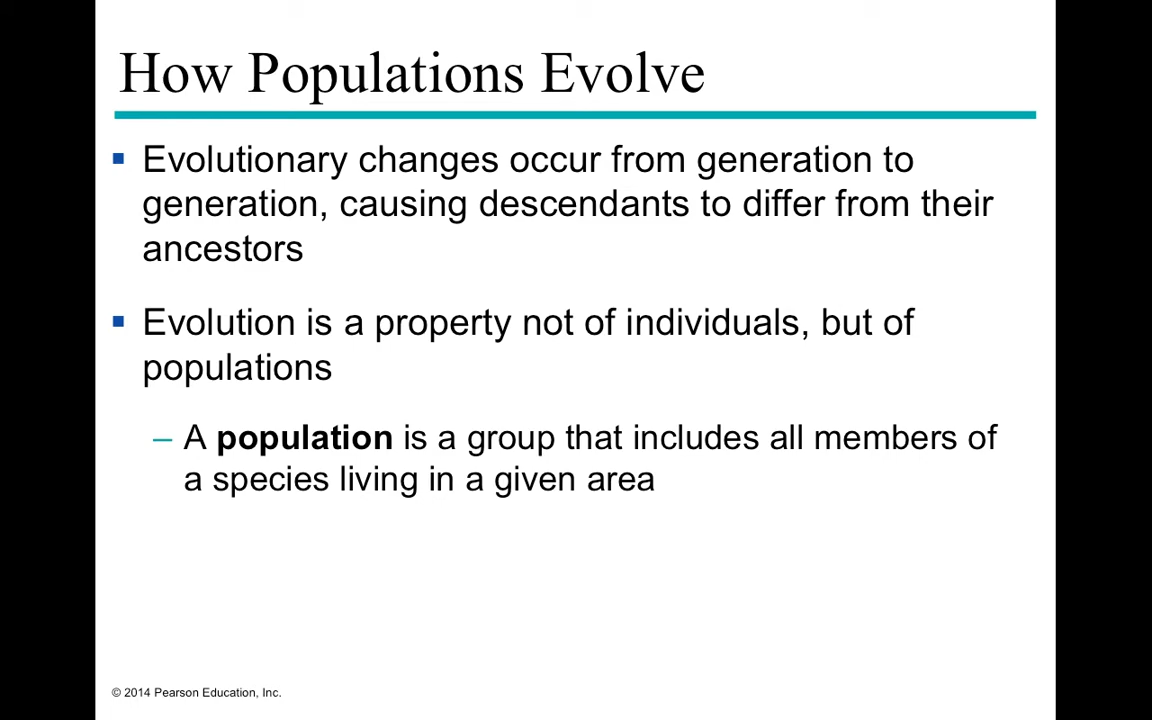 How Populations Evolve
▪ Evolutionary changes occur from generation to
generation, causing descendants to differ from their
ancestors
▪ Evolution is a property not of individuals, but of
populations
– A population is a group that includes all members of
a species living in a given area
© 2014 Pearson Education, Inc.